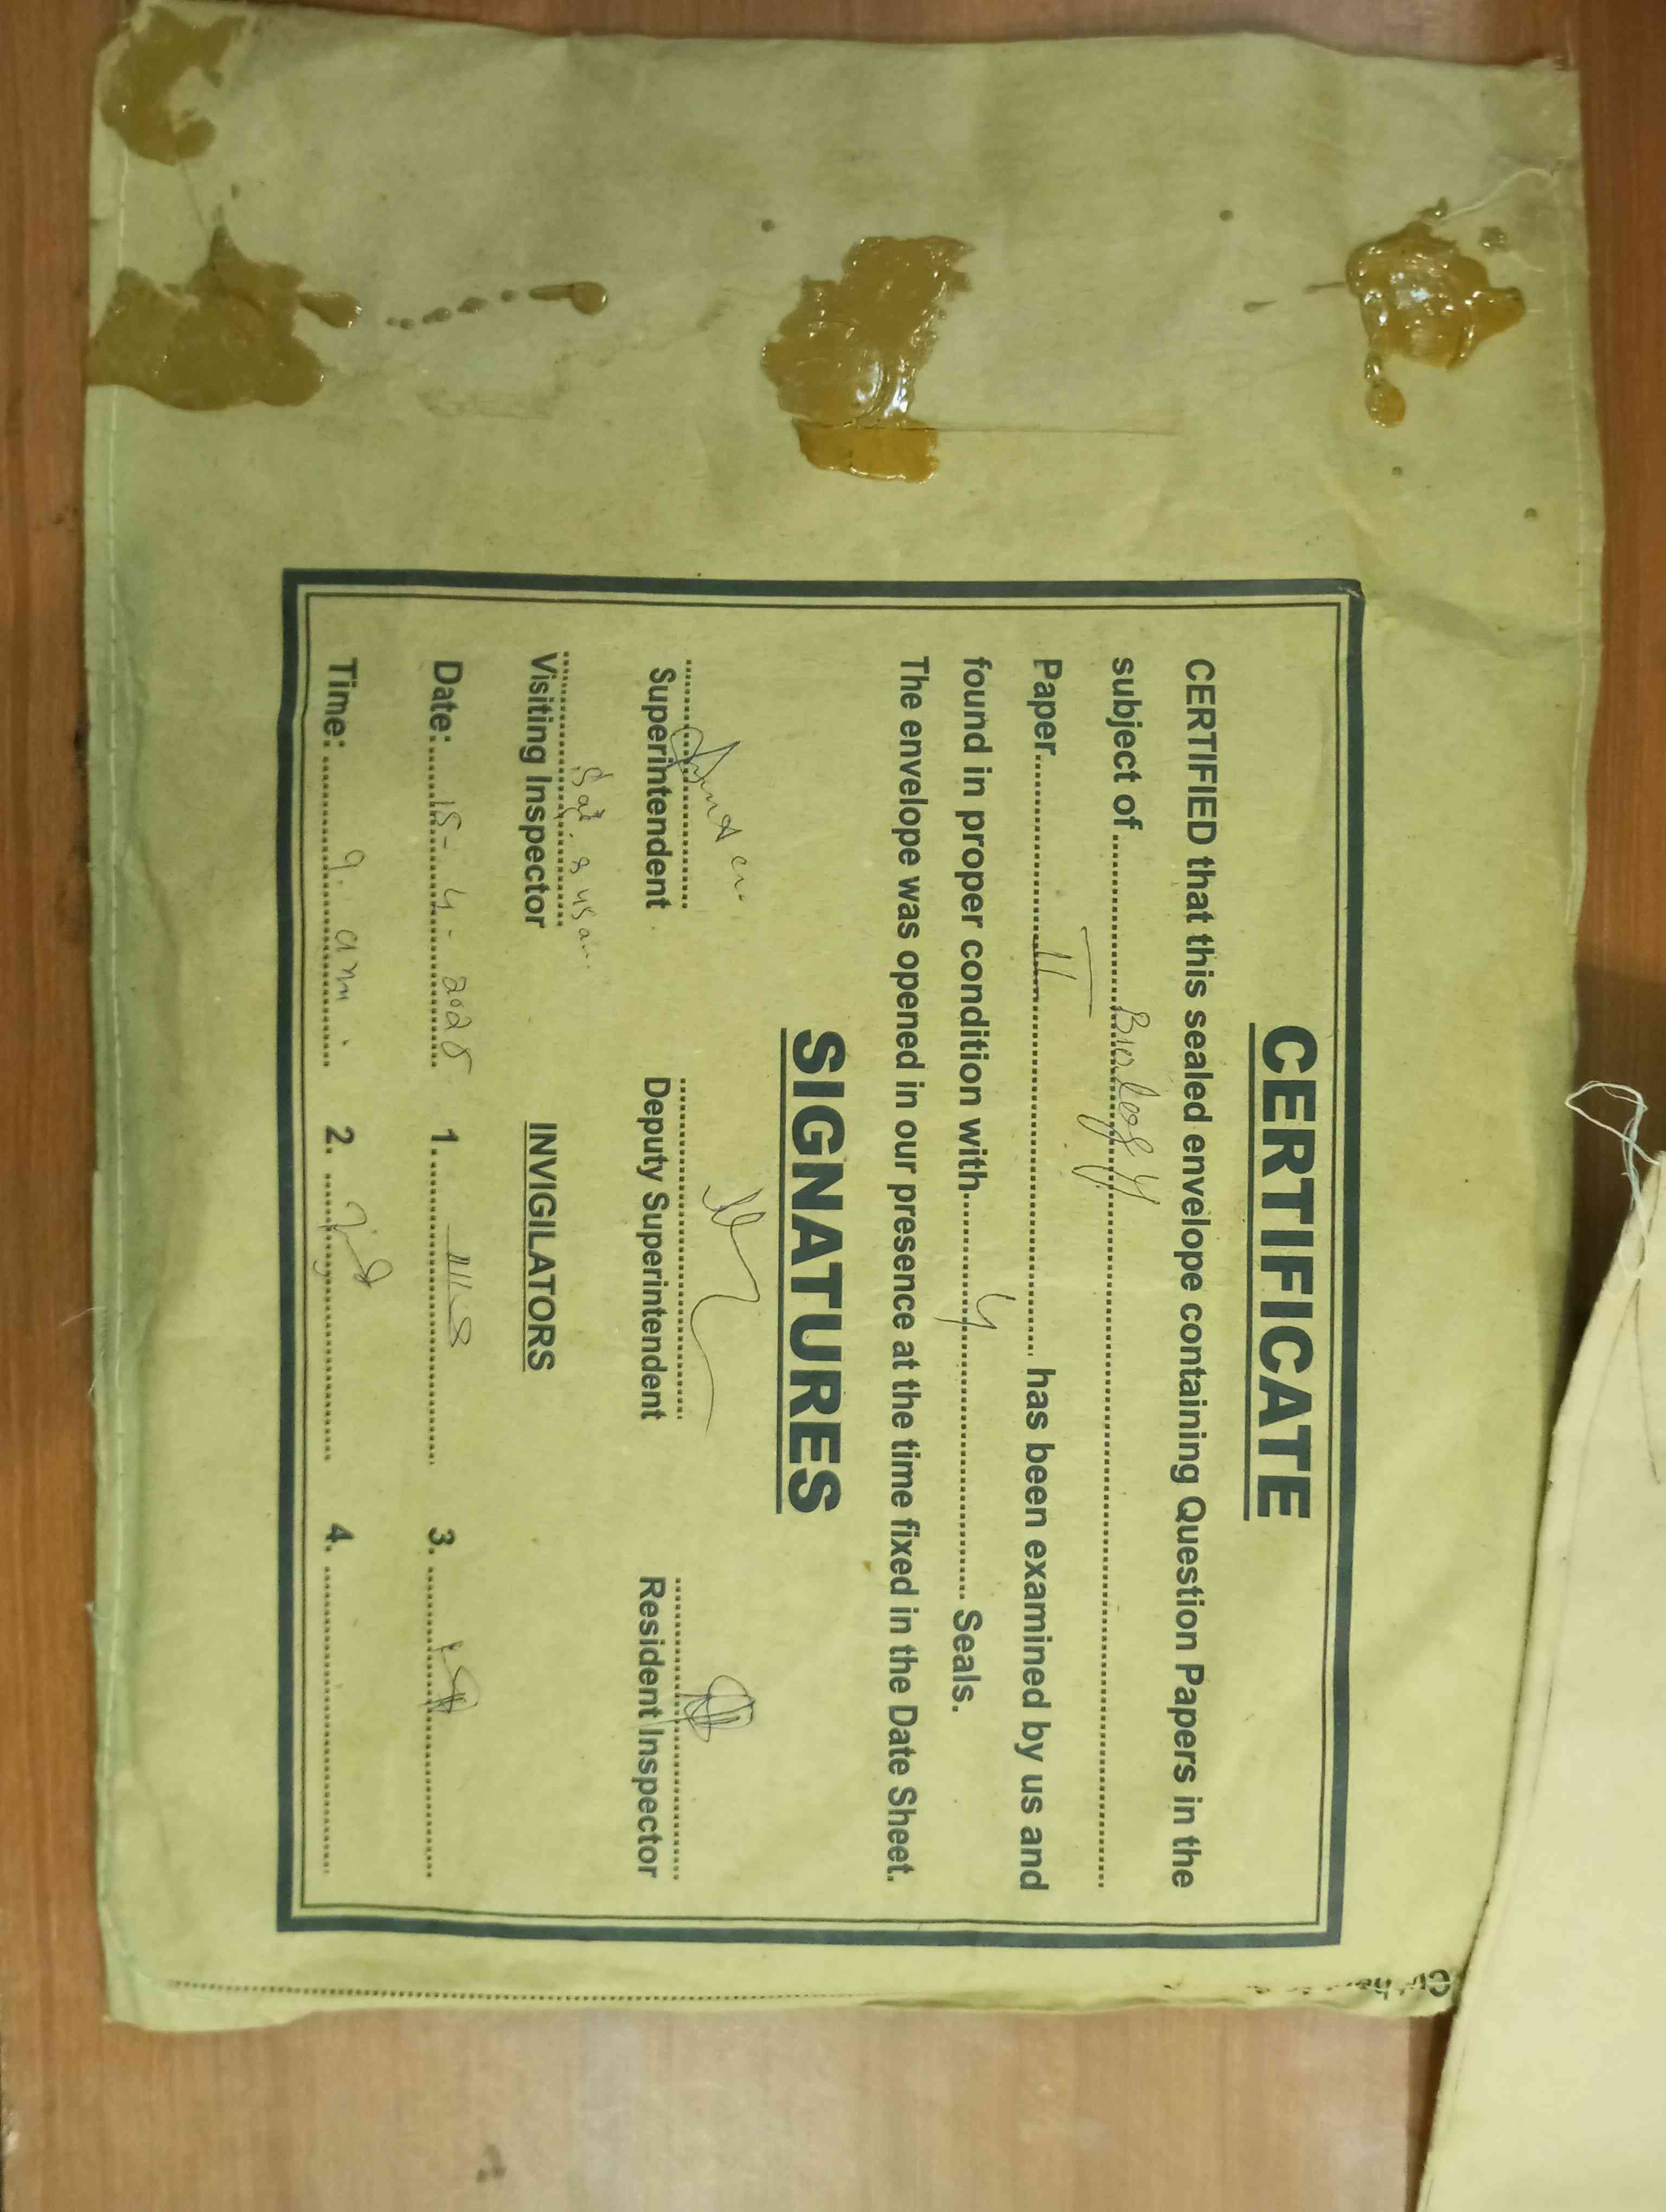 CERTIFICATE
CERTIFIED that this sealed envelope containing Question Papers in the
subject of Biology
Paper II has been examined by us and
found in proper condition with 4 Seals.
The envelope was opened in our presence at the time fixed in the Date Sheet.
SIGNATURES
Superintendent Deputy Superintendent Resident Inspector
Visiting Inspector INVIGILATORS
Date: 15-4-2025 1. 3.
Time: 9. am. 2. 4.